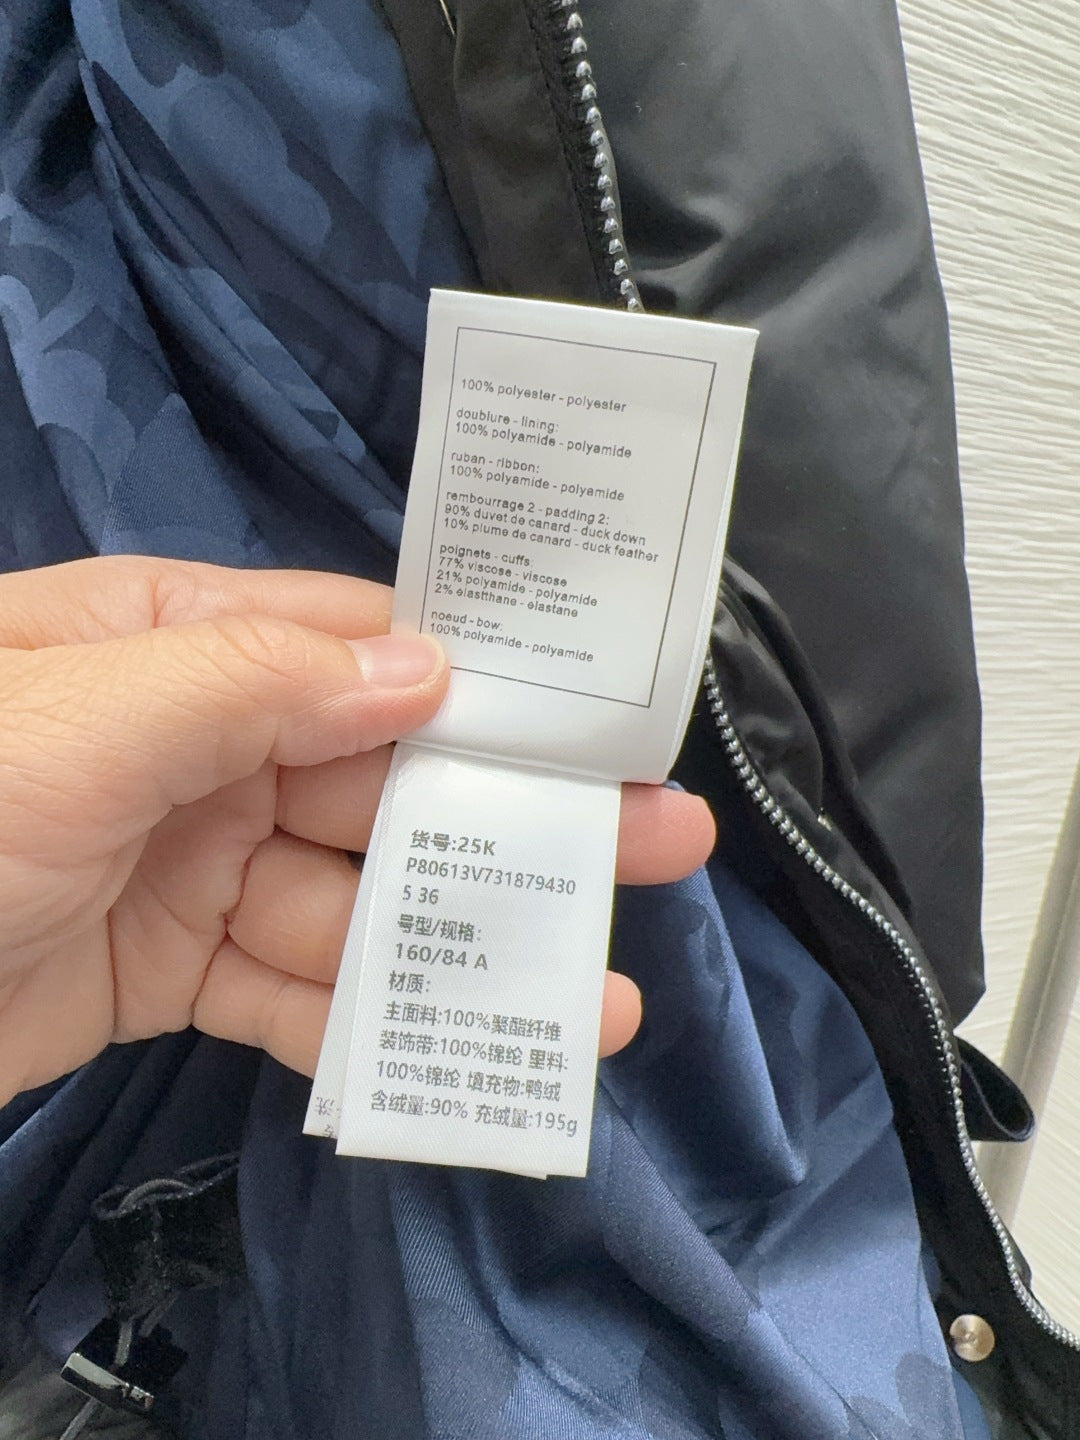 100% polyester - polyester
doublure - lining:
100% polyamide - polyamide
ruban - ribbon:
100% polyamide - polyamide
rembourrage 2 - padding 2:
90% duvet de canard - duck down
10% plume de canard - duck feather
poignets - cuffs:
77% viscose - viscose
21% polyamide - polyamide
2% elastthane - elastane
noeud - bow:
100% polyamide - polyamide
货号:25K
P80613V731879430
5 36
号型/规格:
160/84 A
材质:
主面料:100%聚酯纤维
装饰带:100%锦纶 里料:
100%锦纶 填充物:鸭绒
含绒量:90% 充绒量:195g